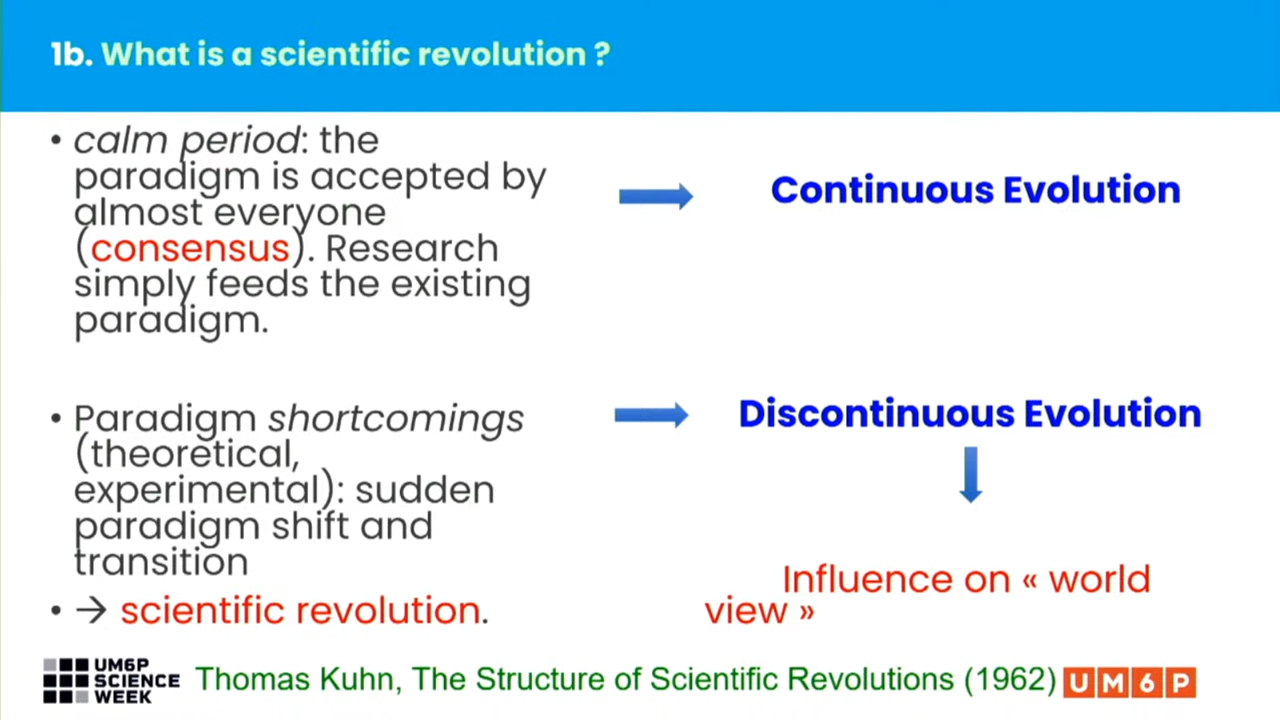 1b. What is a scientific revolution ?
• calm period: the
paradigm is accepted by
almost everyone
(consensus). Research
simply feeds the existing
paradigm.
Continuous Evolution
• Paradigm shortcomings
(theoretical,
experimental): sudden
paradigm shift and
transition
• → scientific revolution.
Discontinuous Evolution
Influence on « world
view »
UM6P
SCIENCE
WEEK
Thomas Kuhn, The Structure of Scientific Revolutions (1962)
UM6P